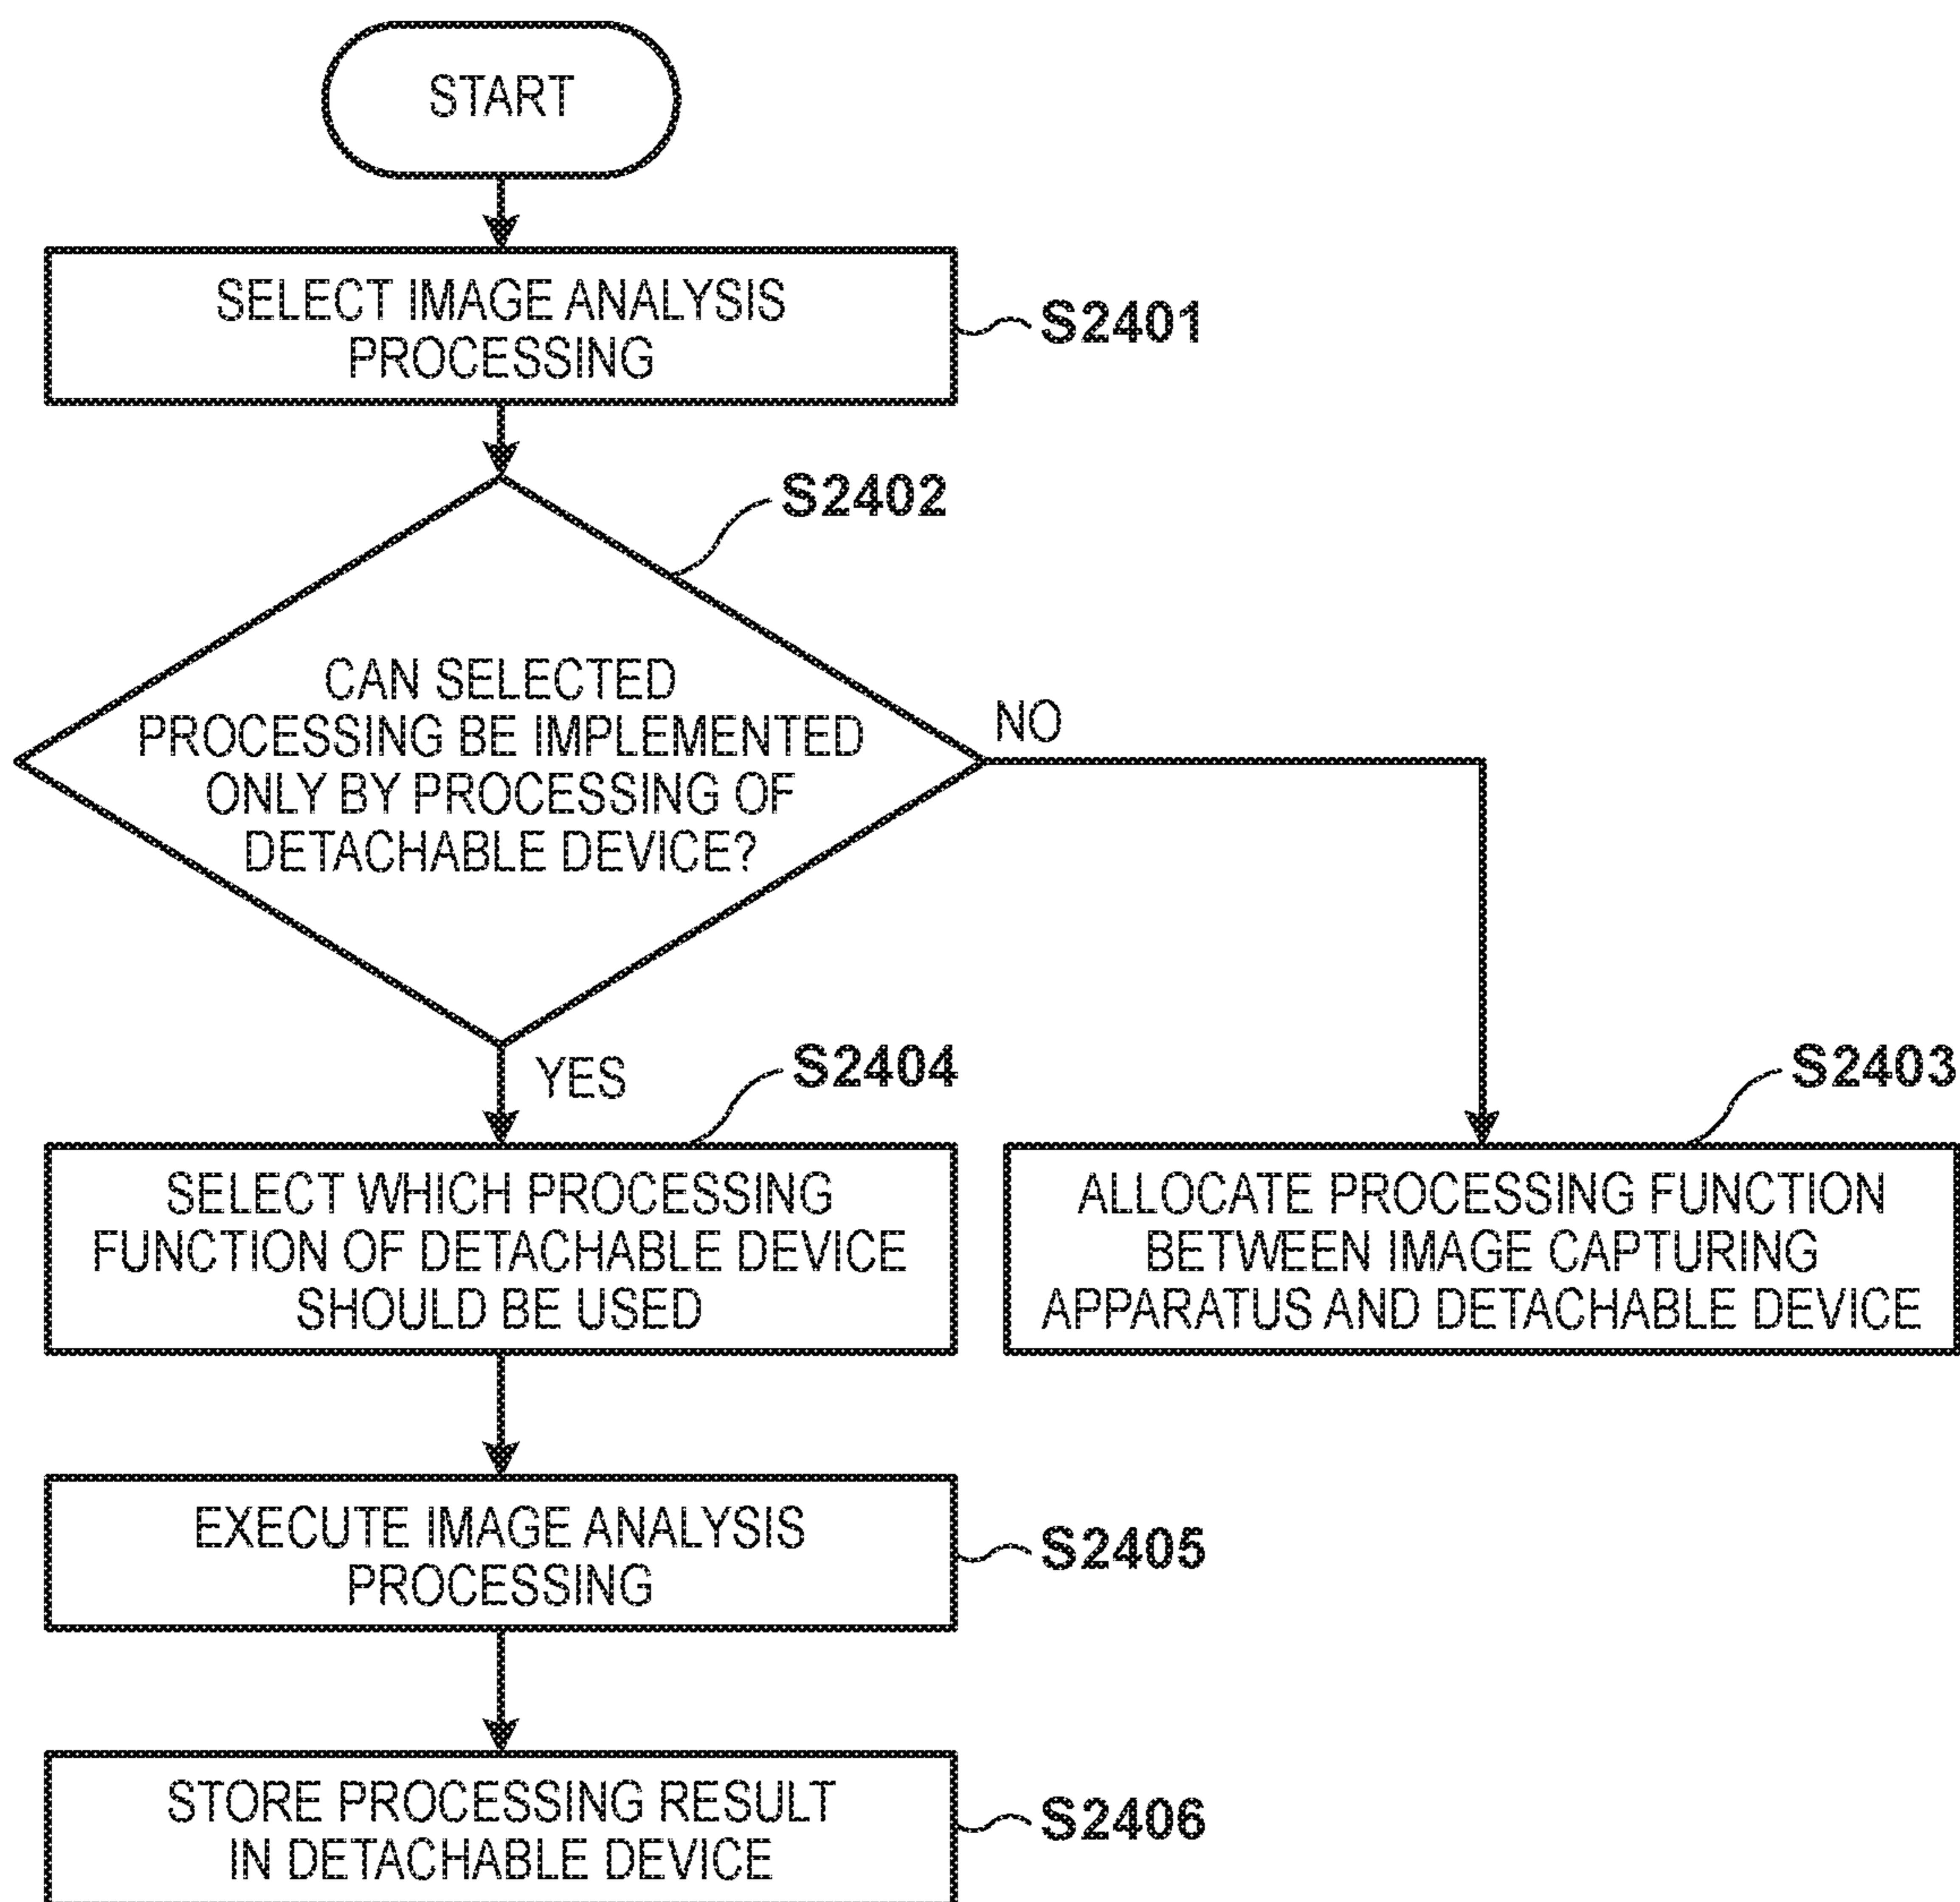 START
SELECT IMAGE ANALYSIS
PROCESSING
S2401
S2402
CAN SELECTED
PROCESSING BE IMPLEMENTED
ONLY BY PROCESSING OF
DETACHABLE DEVICE?
NO
YES
S2404
SELECT WHICH PROCESSING
FUNCTION OF DETACHABLE DEVICE
SHOULD BE USED
S2403
ALLOCATE PROCESSING FUNCTION
BETWEEN IMAGE CAPTURING
APPARATUS AND DETACHABLE DEVICE
EXECUTE IMAGE ANALYSIS
PROCESSING
S2405
STORE PROCESSING RESULT
IN DETACHABLE DEVICE
S2406